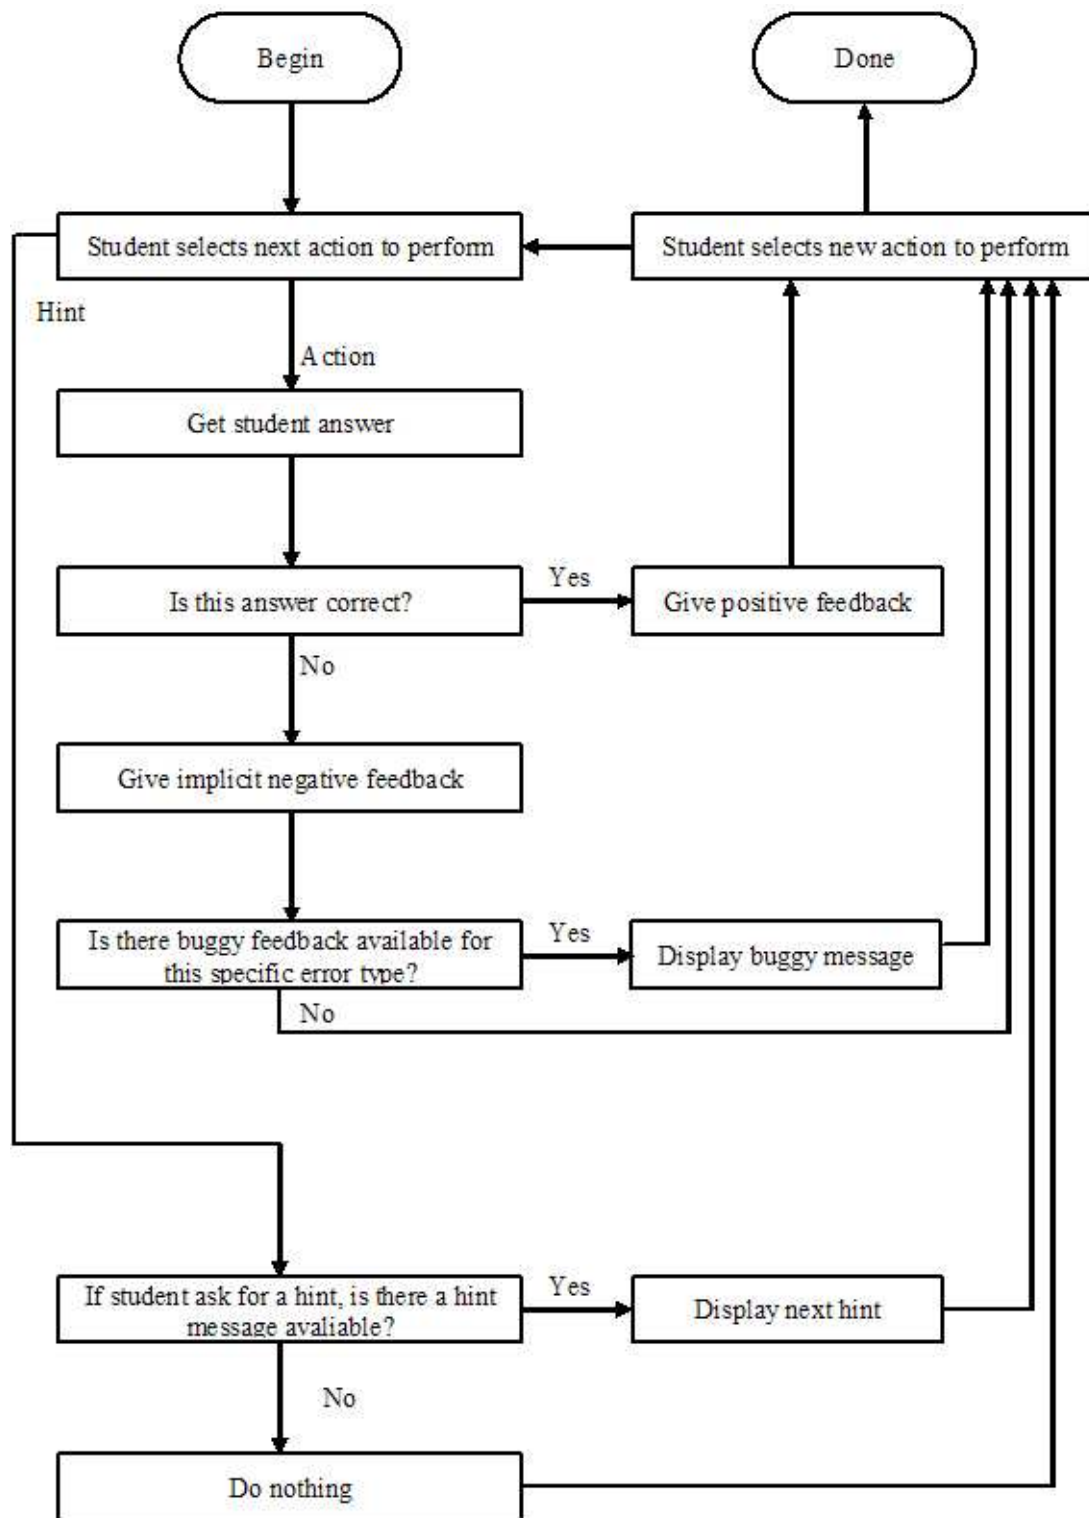 Begin
Done
Student selects next action to perform
Student selects new action to perform
Hint
Action
Get student answer
Is this answer correct?
Yes
Give positive feedback
No
Give implicit negative feedback
Is there buggy feedback available for
this specific error type?
Yes
Display buggy message
No
If student ask for a hint, is there a hint
message avaliable?
Yes
Display next hint
No
Do nothing